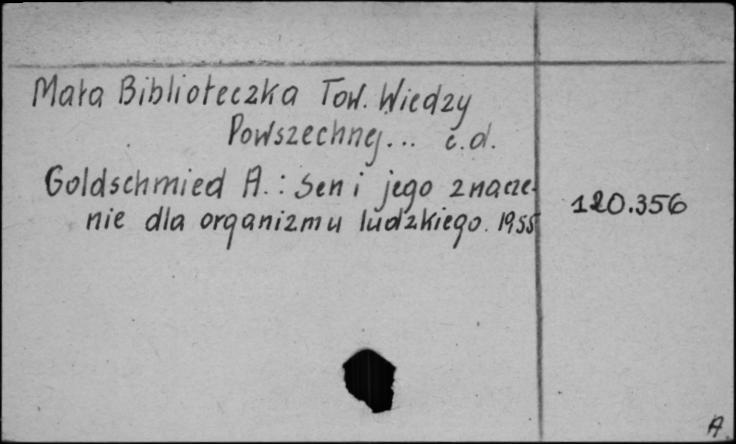 Mała Biblioteczka Tow. Wiedzy
Powszechnej... c.d.
Goldschmied A.: Sen i jego znacze-
nie dla organizmu ludzkiego. 1955
120.356
A